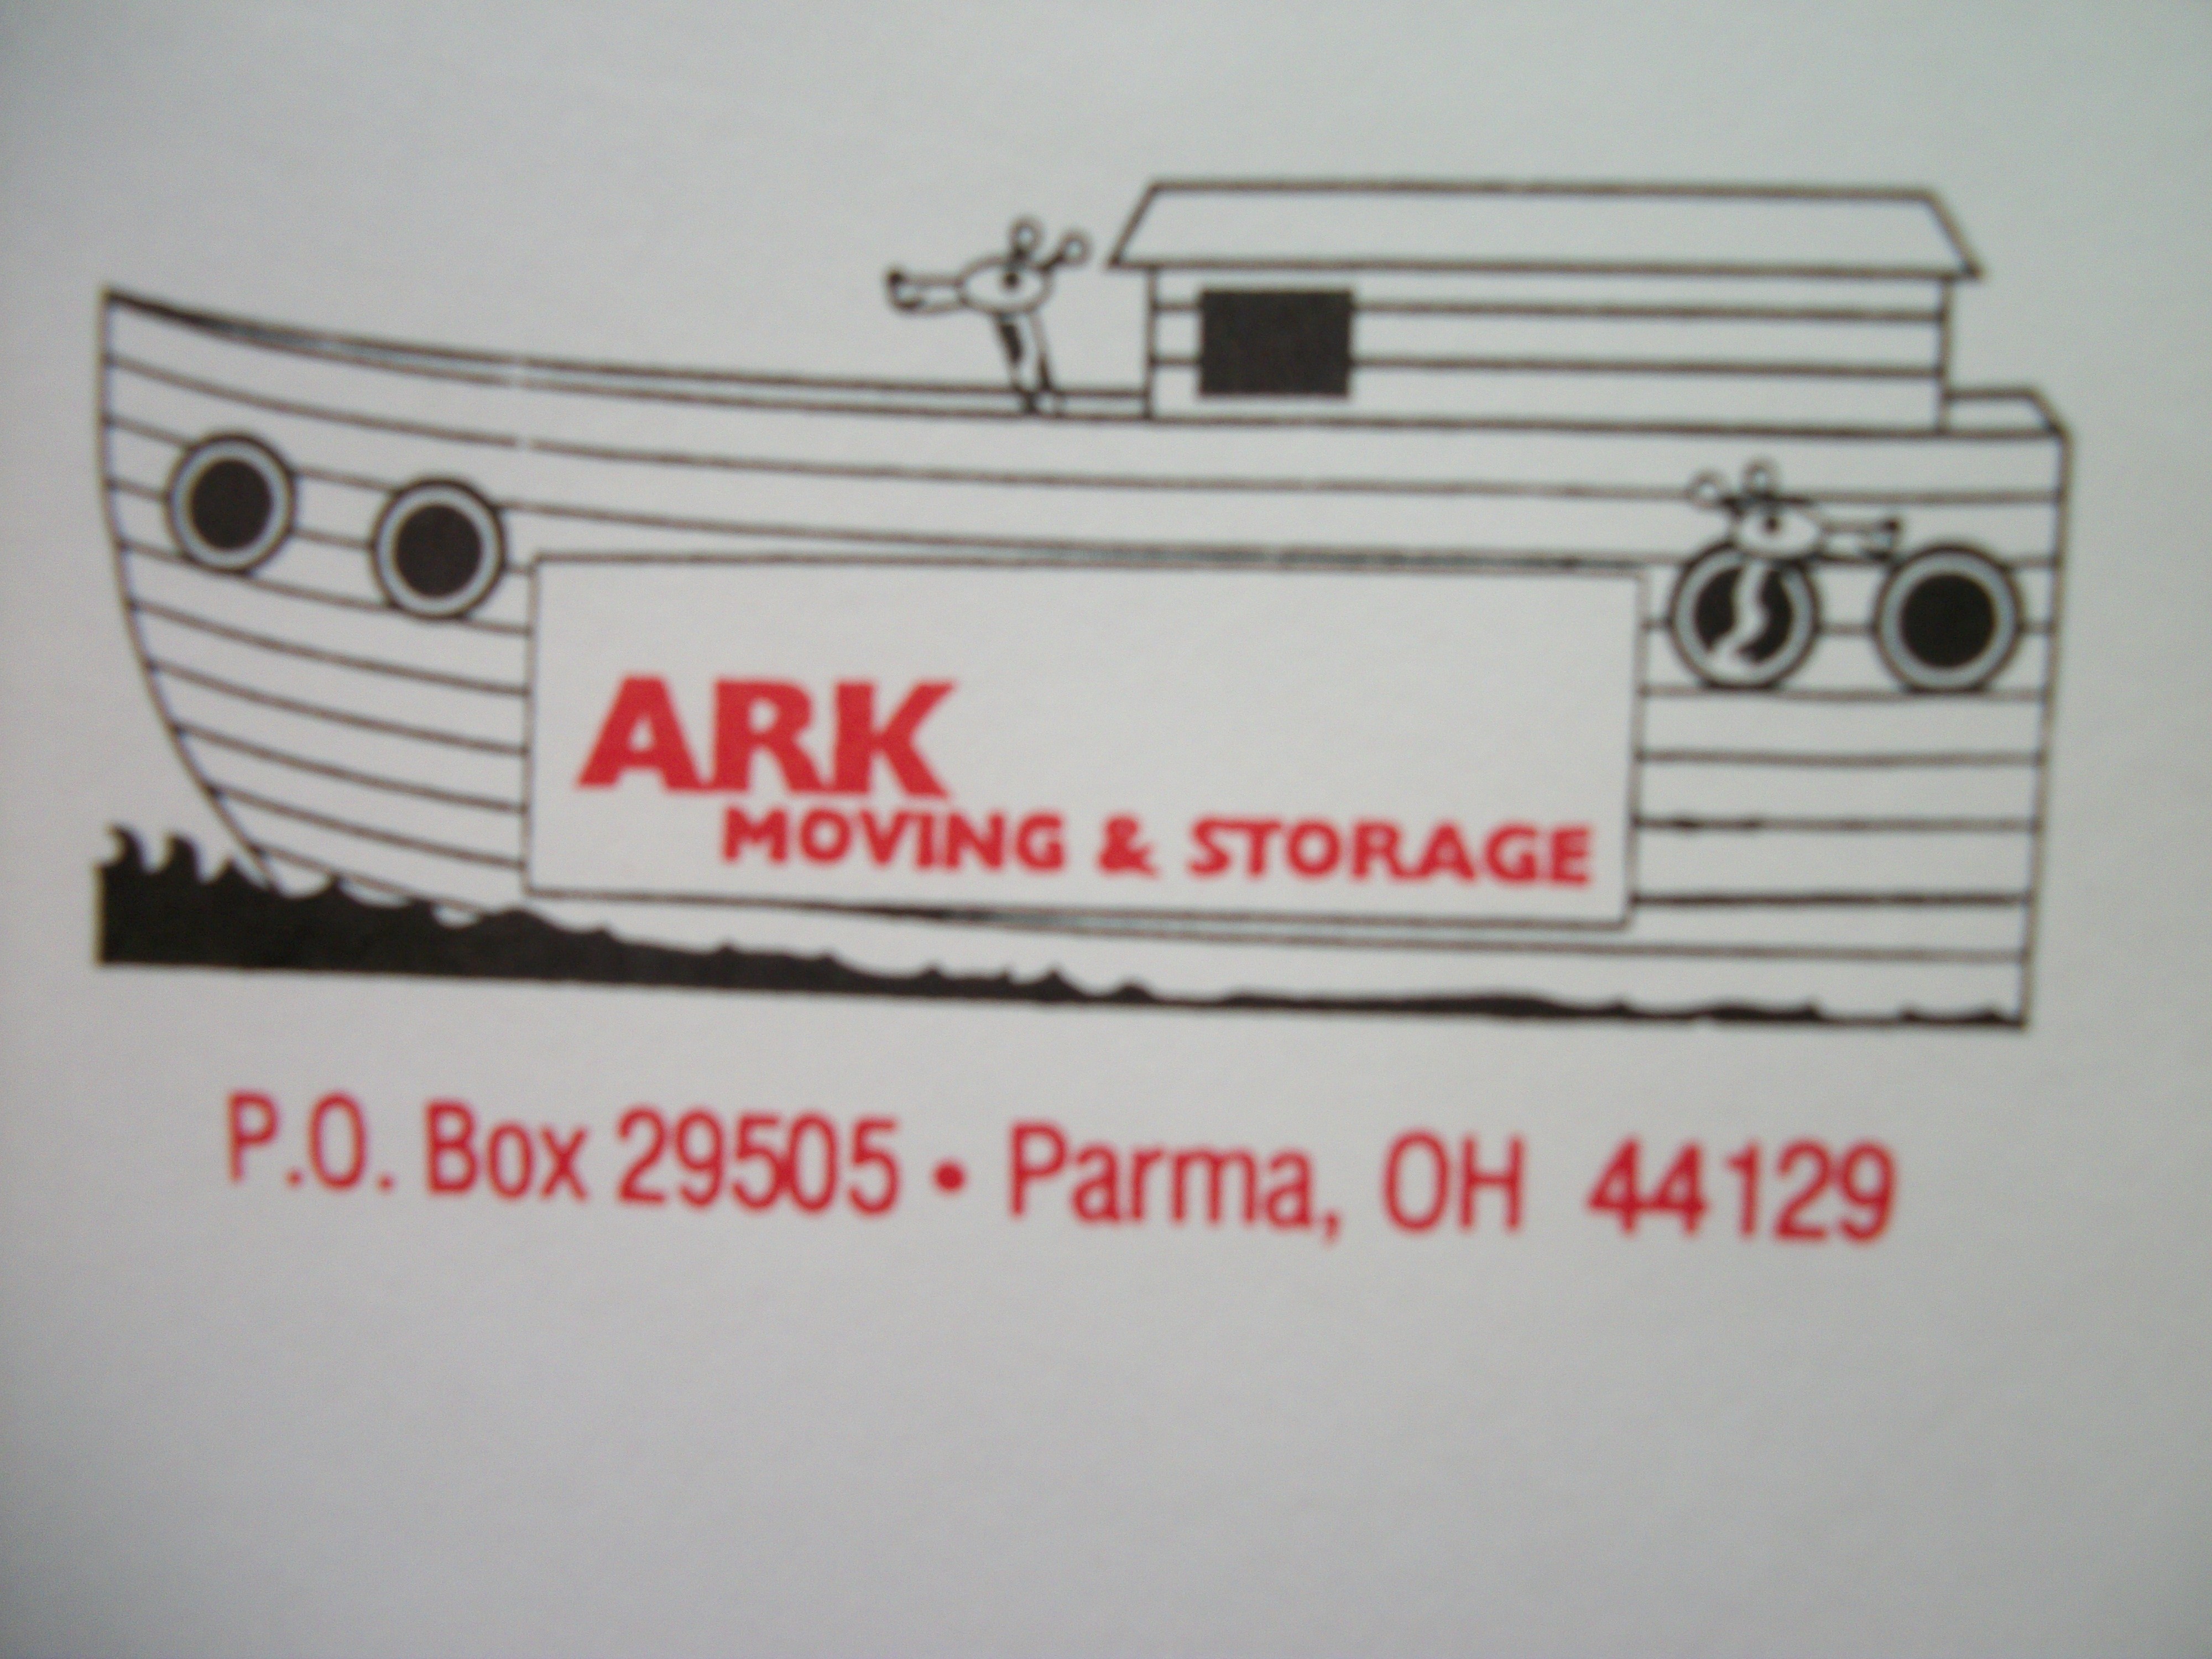 ARK
MOVING & STORAGE
P.O. Box 29505 • Parma, OH 44129